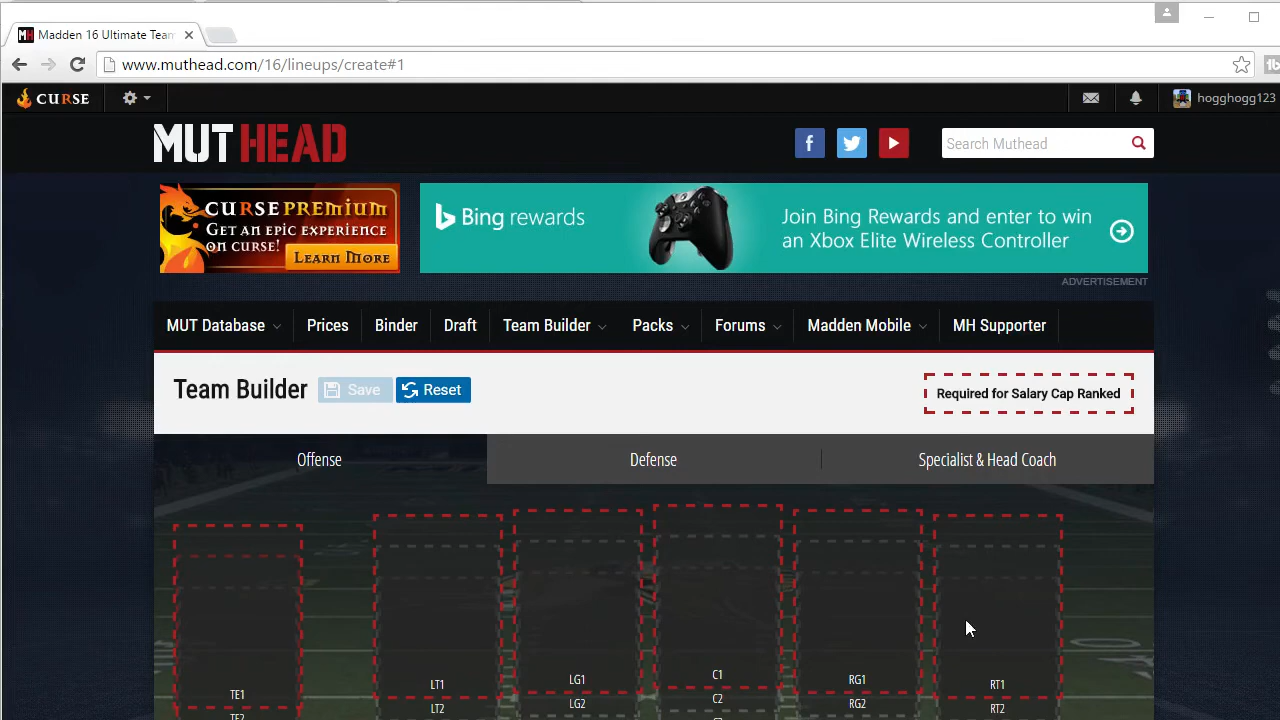 MH Madden 16 Ultimate Team
www.muthead.com/16/lineups/create#1
CURSE
hogghogg123
MUTHEAD
f
Search Muthead
CURSE PREMIUM
GET AN EPIC EXPERIENCE
ON CURSE!
LEARN MORE
Bing rewards
Join Bing Rewards and enter to win
an Xbox Elite Wireless Controller
ADVERTISEMENT
MUT Database
Prices
Binder
Draft
Team Builder
Packs
Forums
Madden Mobile
MH Supporter
Team Builder
Save
Reset
Required for Salary Cap Ranked
Offense
Defense
Specialist & Head Coach
TE1
LT1
LG1
C1
RG1
RT1
TE2
LT2
LG2
C2
RG2
RT2